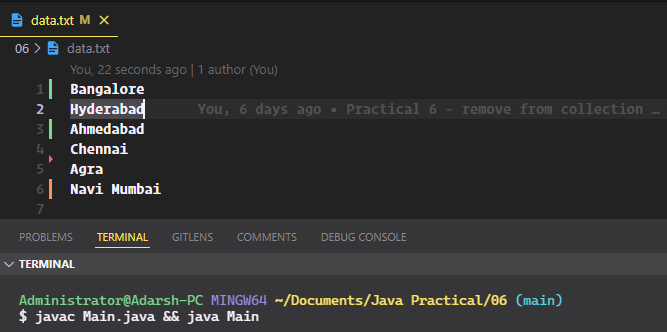 data.txt M
06 > data.txt
You, 22 seconds ago | 1 author (You)
1 Bangalore
2 Hyderabad You, 6 days ago • Practical 6 - remove from collection …
3 Ahmedabad
4 Chennai
5 Agra
6 Navi Mumbai
7
PROBLEMS TERMINAL GITLENS COMMENTS DEBUG CONSOLE
TERMINAL
Administrator@Adarsh-PC MINGW64 ~/Documents/Java Practical/06 (main)
$ javac Main.java && java Main